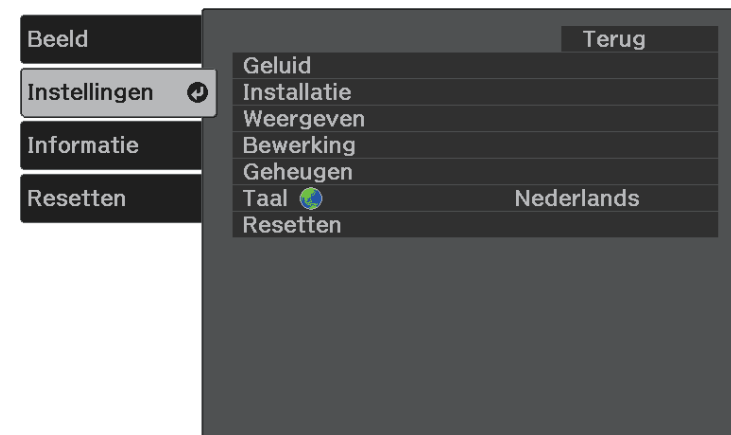 Beeld
Instellingen
Informatie
Resetten
Terug
Geluid
Installatie
Weergeven
Bewerking
Geheugen
Taal Nederlands
Resetten